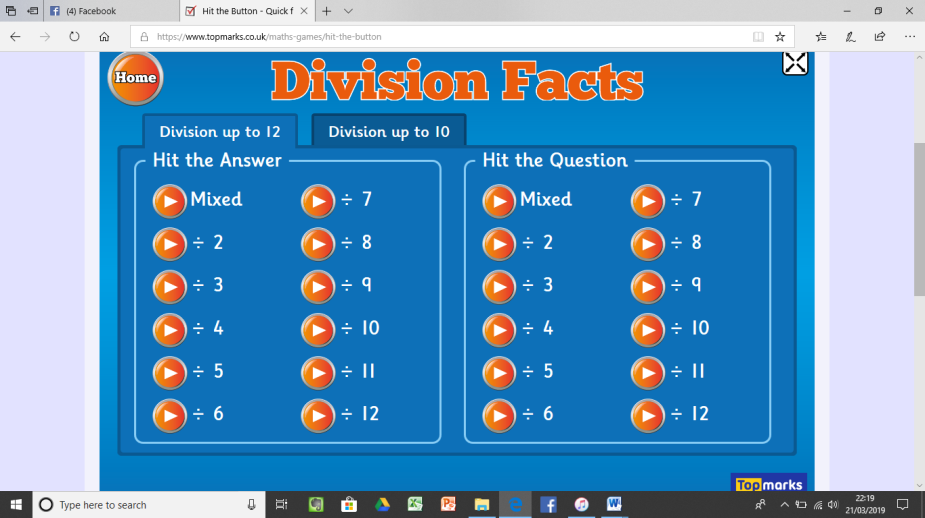 (4) Facebook
Hit the Button - Quick f
https://www.topmarks.co.uk/maths-games/hit-the-button
Home
Division Facts
Division up to 12
Division up to 10
Hit the Answer
Mixed
÷ 7
÷ 2
÷ 8
÷ 3
÷ 9
÷ 4
÷ 10
÷ 5
÷ 11
÷ 6
÷ 12
Hit the Question
Mixed
÷ 7
÷ 2
÷ 8
÷ 3
÷ 9
÷ 4
÷ 10
÷ 5
÷ 11
÷ 6
÷ 12
Topmarks
Type here to search
22:19
21/03/2019